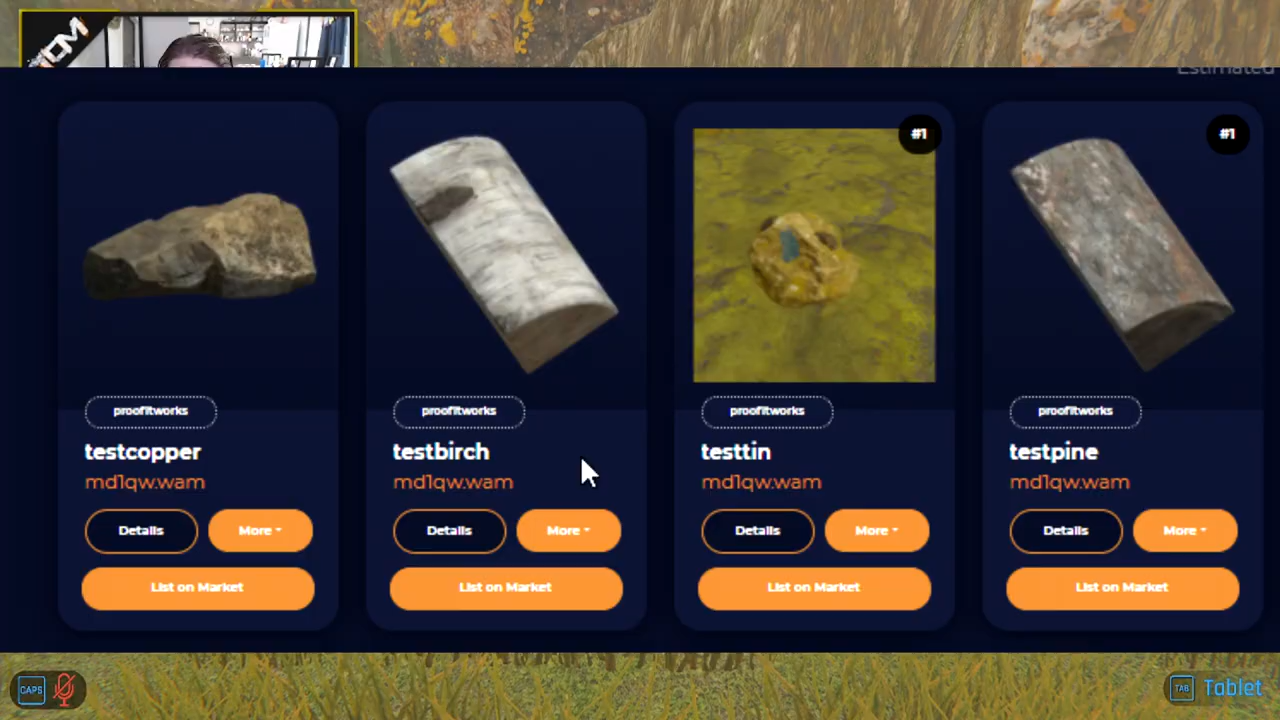 Estimated
#1
#1
proofitworks
proofitworks
proofitworks
proofitworks
testcopper
testbirch
testtin
testpine
md1qw.wam
md1qw.wam
md1qw.wam
md1qw.wam
Details
More
Details
More
Details
More
Details
More
List on Market
List on Market
List on Market
List on Market
CAPS
TAB
Tablet